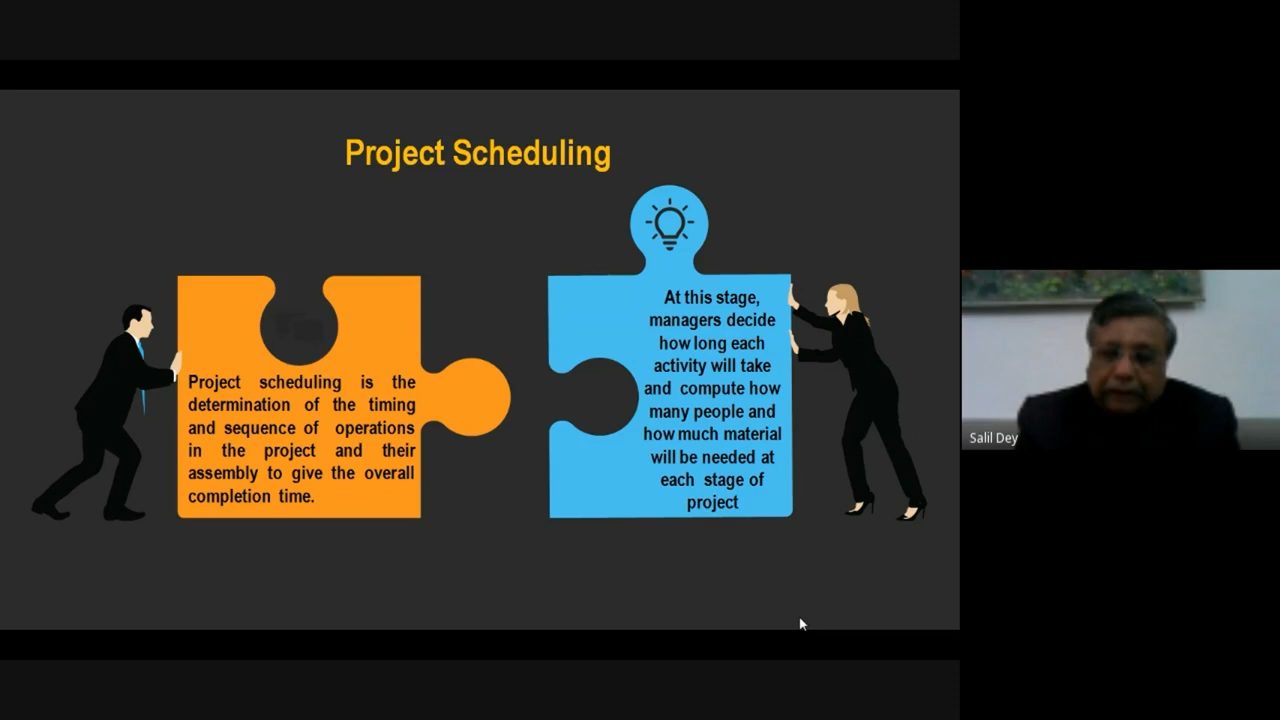 Project Scheduling
Project scheduling is the
determination of the timing
and sequence of operations
in the project and their
assembly to give the overall
completion time.
At this stage,
managers decide
how long each
activity will take
and compute how
many people and
how much material
will be needed at
each stage of
project
Salil Dey